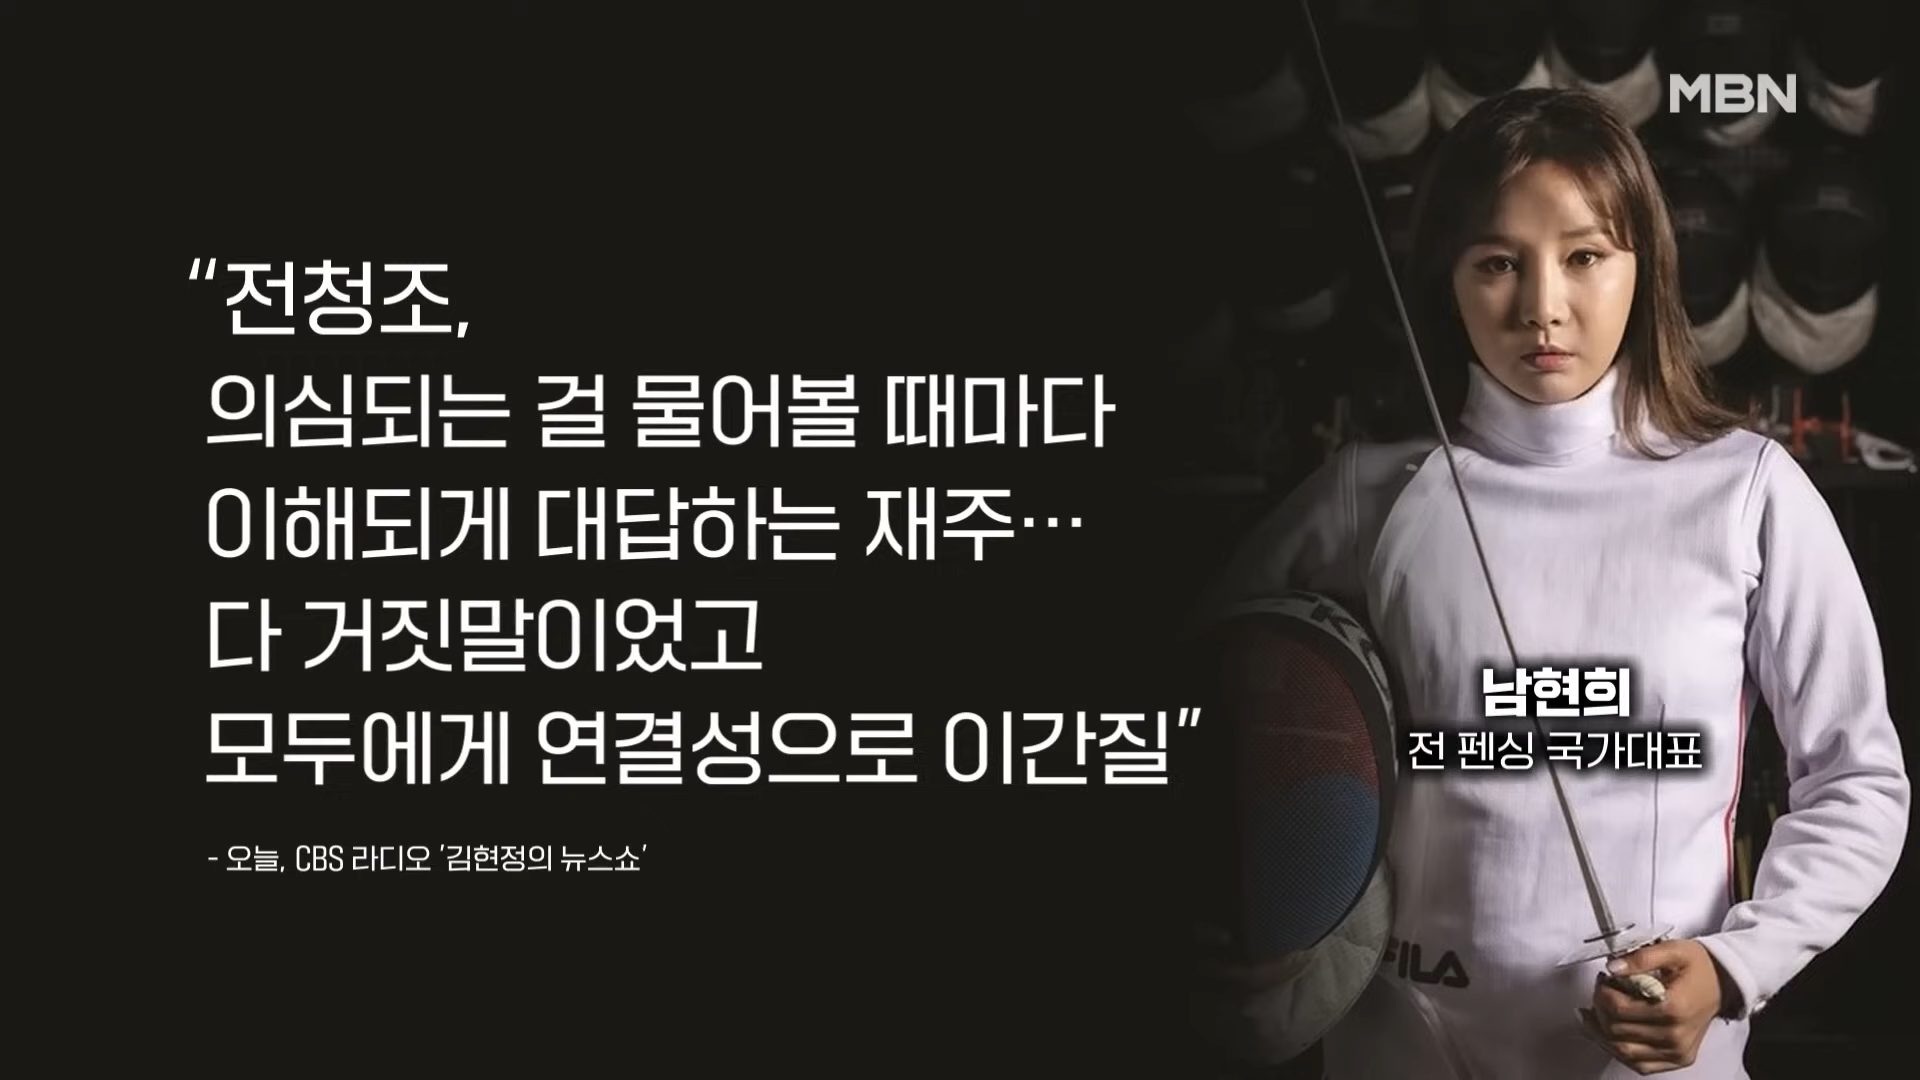 MBN
“전청조,
의심되는 걸 물어볼 때마다
이해되게 대답하는 재주…
다 거짓말이었고
모두에게 연결성으로 이간질”
- 오늘, CBS 라디오 '김현정의 뉴스쇼'
남현희
전 펜싱 국가대표
FILA